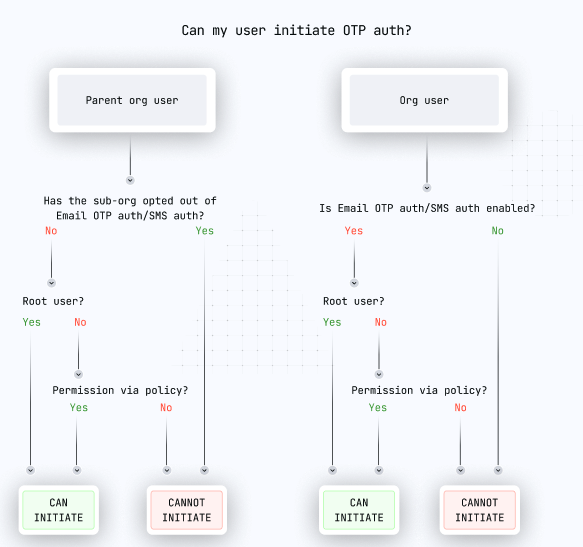 Can my user initiate OTP auth?
Parent org user
Has the sub-org opted out of
Email OTP auth/SMS auth?
No
Yes
Root user?
Yes
No
Permission via policy?
Yes
No
CAN
INITIATE
CANNOT
INITIATE
Org user
Is Email OTP auth/SMS auth enabled?
Yes
No
Root user?
Yes
No
Permission via policy?
Yes
No
CAN
INITIATE
CANNOT
INITIATE